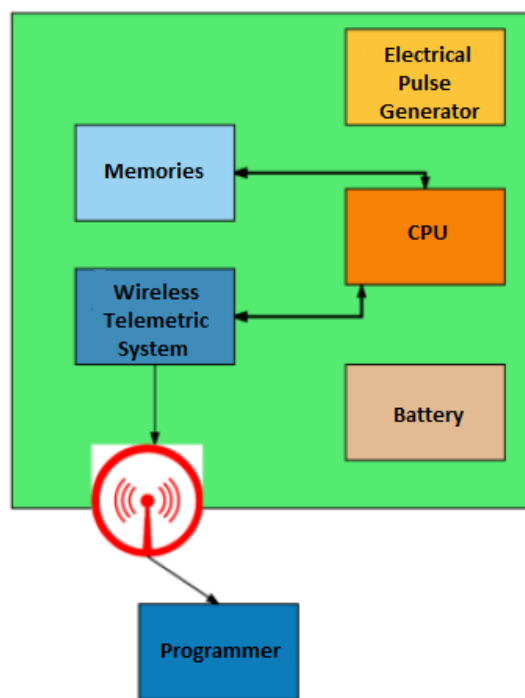 Electrical
Pulse
Generator
Memories
CPU
Wireless
Telemetric
System
Battery
Programmer